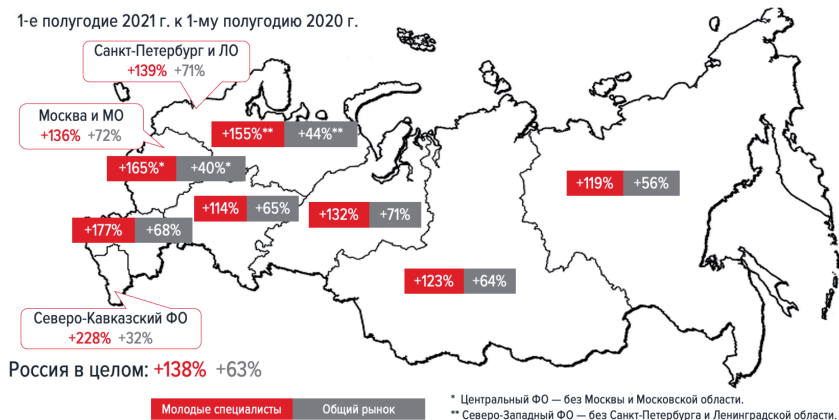 1-е полугодие 2021 г. к 1-му полугодию 2020 г.
Санкт-Петербург и ЛО
+139% +71%
Москва и МО
+136% +72%
+155%** +44%**
+165%* +40%*
+119% +56%
+114% +65%
+132% +71%
+177% +68%
+123% +64%
Северо-Кавказский ФО
+228% +32%
Россия в целом: +138% +63%
Молодые специалисты Общий рынок
* Центральный ФО — без Москвы и Московской области.
** Северо-Западный ФО — без Санкт-Петербурга и Ленинградской области.